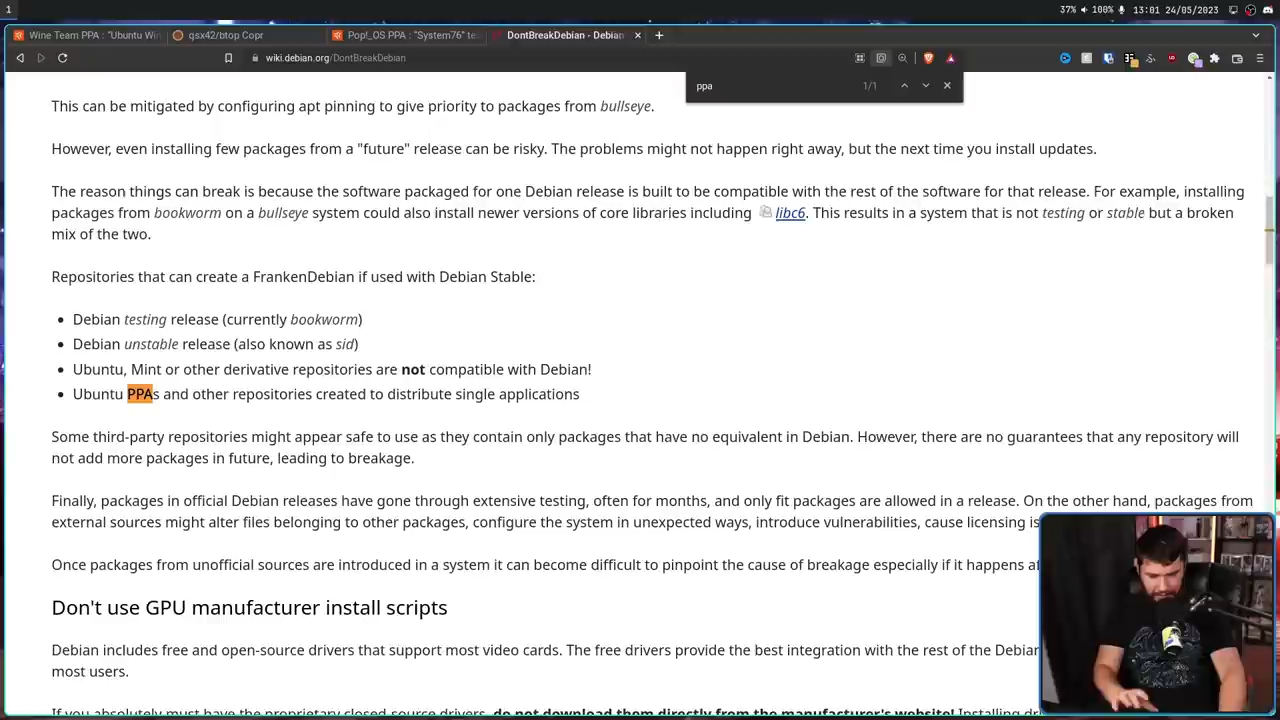 1
37% 100% 13:01 24/05/2023
Wine Team PPA : "Ubuntu Win
qsx42/btop Copr
Pop!_OS PPA : "System76" te
DontBreakDebian - Debian
wiki.debian.org/DontBreakDebian
ppa
1/1
This can be mitigated by configuring apt pinning to give priority to packages from bullseye.
However, even installing few packages from a "future" release can be risky. The problems might not happen right away, but the next time you install updates.
The reason things can break is because the software packaged for one Debian release is built to be compatible with the rest of the software for that release. For example, installing
packages from bookworm on a bullseye system could also install newer versions of core libraries including libc6. This results in a system that is not testing or stable but a broken
mix of the two.
Repositories that can create a FrankenDebian if used with Debian Stable:
Debian testing release (currently bookworm)
Debian unstable release (also known as sid)
Ubuntu, Mint or other derivative repositories are not compatible with Debian!
Ubuntu PPAs and other repositories created to distribute single applications
Some third-party repositories might appear safe to use as they contain only packages that have no equivalent in Debian. However, there are no guarantees that any repository will
not add more packages in future, leading to breakage.
Finally, packages in official Debian releases have gone through extensive testing, often for months, and only fit packages are allowed in a release. On the other hand, packages from
external sources might alter files belonging to other packages, configure the system in unexpected ways, introduce vulnerabilities, cause licensing is
Once packages from unofficial sources are introduced in a system it can become difficult to pinpoint the cause of breakage especially if it happens af
Don't use GPU manufacturer install scripts
Debian includes free and open-source drivers that support most video cards. The free drivers provide the best integration with the rest of the Debian
most users.
If you absolutely must have the proprietary closed-source drivers, do not download them directly from the manufacturer's website! Installing dri